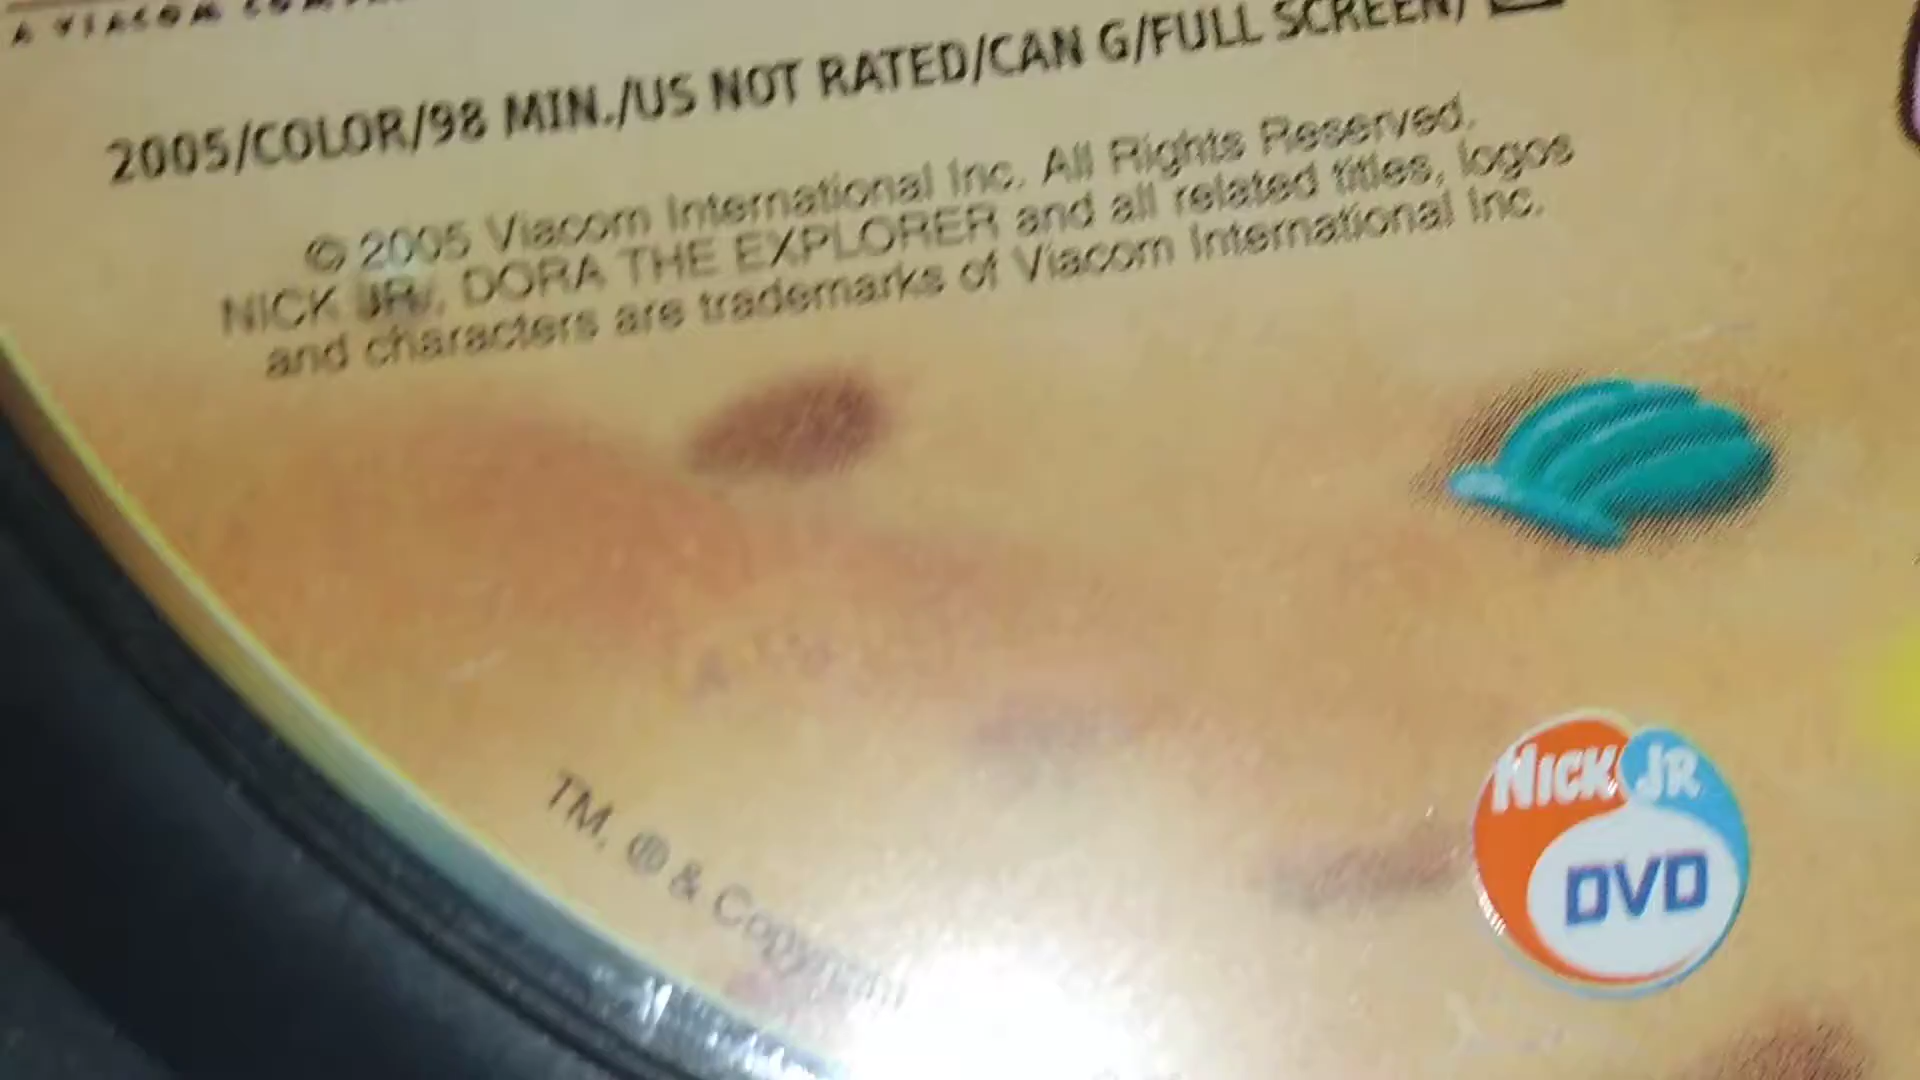 A VIACOM
2005/COLOR/98 MIN./US NOT RATED/CAN G/FULL SCREEN/
© 2005 Viacom International Inc. All Rights Reserved.
NICK JR., DORA THE EXPLORER and all related titles, logos
and characters are trademarks of Viacom International Inc.
TM, ® & Copyright
NICK JR
DVD